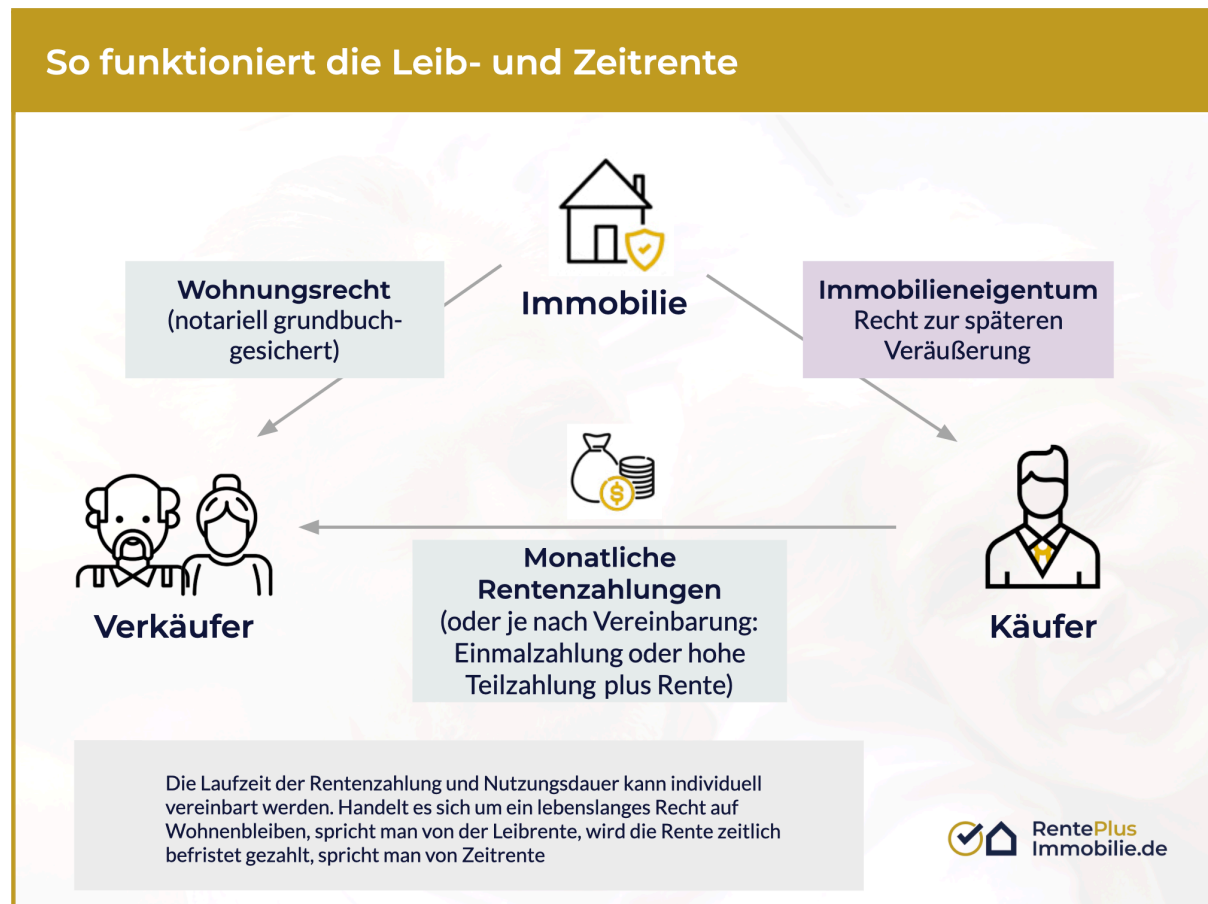 So funktioniert die Leib- und Zeitrente
Immobilie
Wohnungsrecht
(notariell grundbuch-
gesichert)
Immobilieneigentum
Recht zur späteren
Veräußerung
Verkäufer
$
Monatliche
Rentenzahlungen
(oder je nach Vereinbarung:
Einmalzahlung oder hohe
Teilzahlung plus Rente)
Käufer
Die Laufzeit der Rentenzahlung und Nutzungsdauer kann individuell
vereinbart werden. Handelt es sich um ein lebenslanges Recht auf
Wohnenbleiben, spricht man von der Leibrente, wird die Rente zeitlich
befristet gezahlt, spricht man von Zeitrente
RentePlus
Immobilie.de